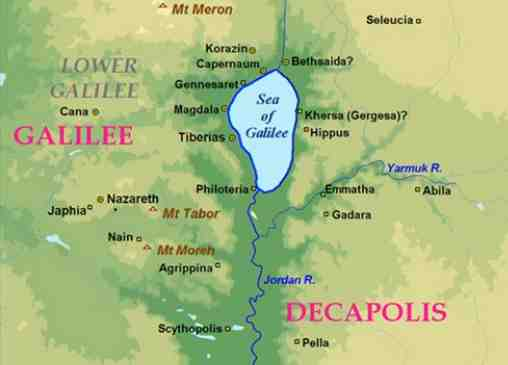 Mt Meron
Seleucia
Korazin
Capernaum
Bethsaida?
LOWER
GALILEE
Gennesaret
Cana
Magdala
Sea
of
Galilee
Khersa (Gergesa)?
GALILEE
Tiberias
Hippus
Yarmuk R.
Philoteria
Emmatha
Abila
Nazareth
Japhia
Mt Tabor
Gadara
Nain
Mt Moreh
Agrippina
Jordan R.
DECAPOLIS
Scythopolis
Pella